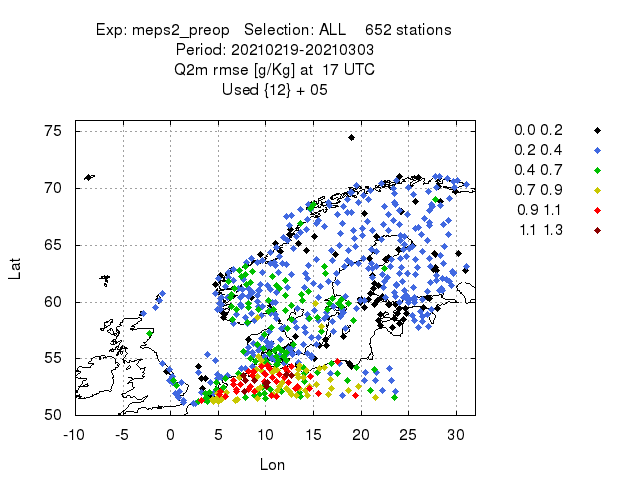 Exp: meps2_preop   Selection: ALL    652 stations
Period: 20210219-20210303
Q2m rmse [g/Kg] at  17 UTC
Used {12} + 05
75
70
65
60
55
50
-10 -5 0 5 10 15 20 25 30
Lat
Lon
0.0 0.2
0.2 0.4
0.4 0.7
0.7 0.9
0.9 1.1
1.1 1.3